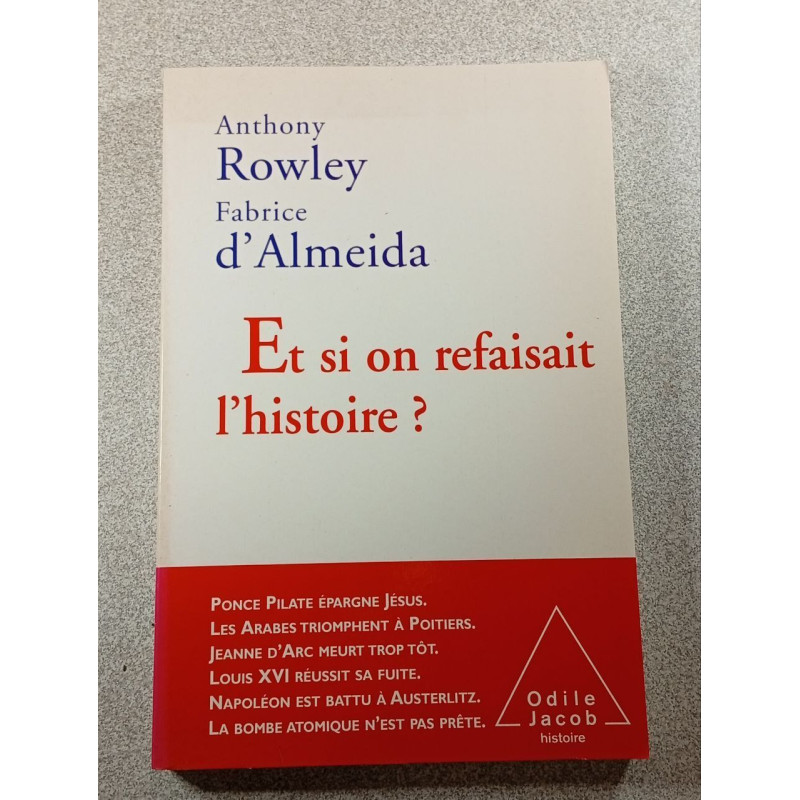 Anthony
Rowley
Fabrice
d'Almeida
Et si on refaisait
l'histoire ?
Ponce Pilate épargne Jésus.
Les Arabes triomphent à Poitiers.
Jeanne d'Arc meurt trop tôt.
Louis XVI réussit sa fuite.
Napoléon est battu à Austerlitz.
La bombe atomique n'est pas prête.
Odile
Jacob
histoire